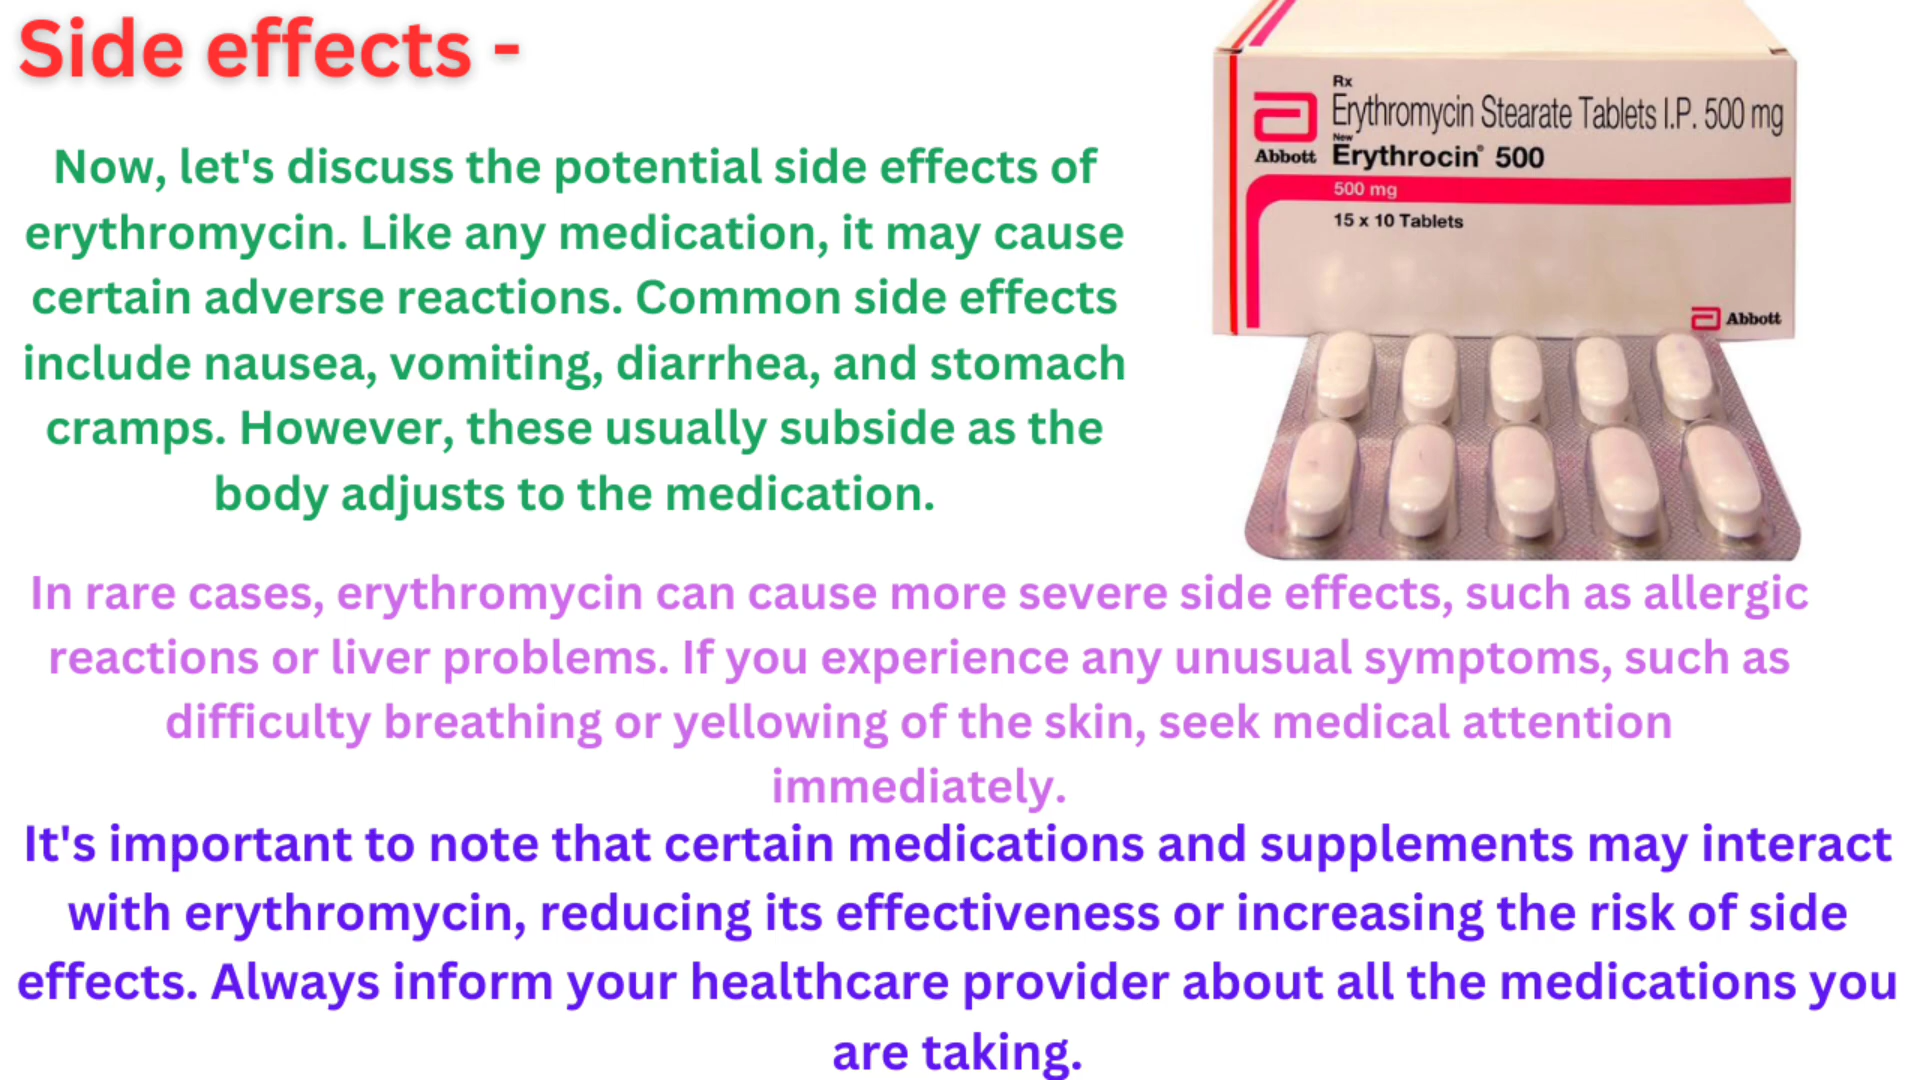 Side effects -
Now, let's discuss the potential side effects of
erythromycin. Like any medication, it may cause
certain adverse reactions. Common side effects
include nausea, vomiting, diarrhea, and stomach
cramps. However, these usually subside as the
body adjusts to the medication.
Rx
Erythromycin Stearate Tablets I.P. 500 mg
New
Abbott Erythrocin® 500
500 mg
15 x 10 Tablets
Abbott
In rare cases, erythromycin can cause more severe side effects, such as allergic
reactions or liver problems. If you experience any unusual symptoms, such as
difficulty breathing or yellowing of the skin, seek medical attention
immediately.
It's important to note that certain medications and supplements may interact
with erythromycin, reducing its effectiveness or increasing the risk of side
effects. Always inform your healthcare provider about all the medications you
are taking.